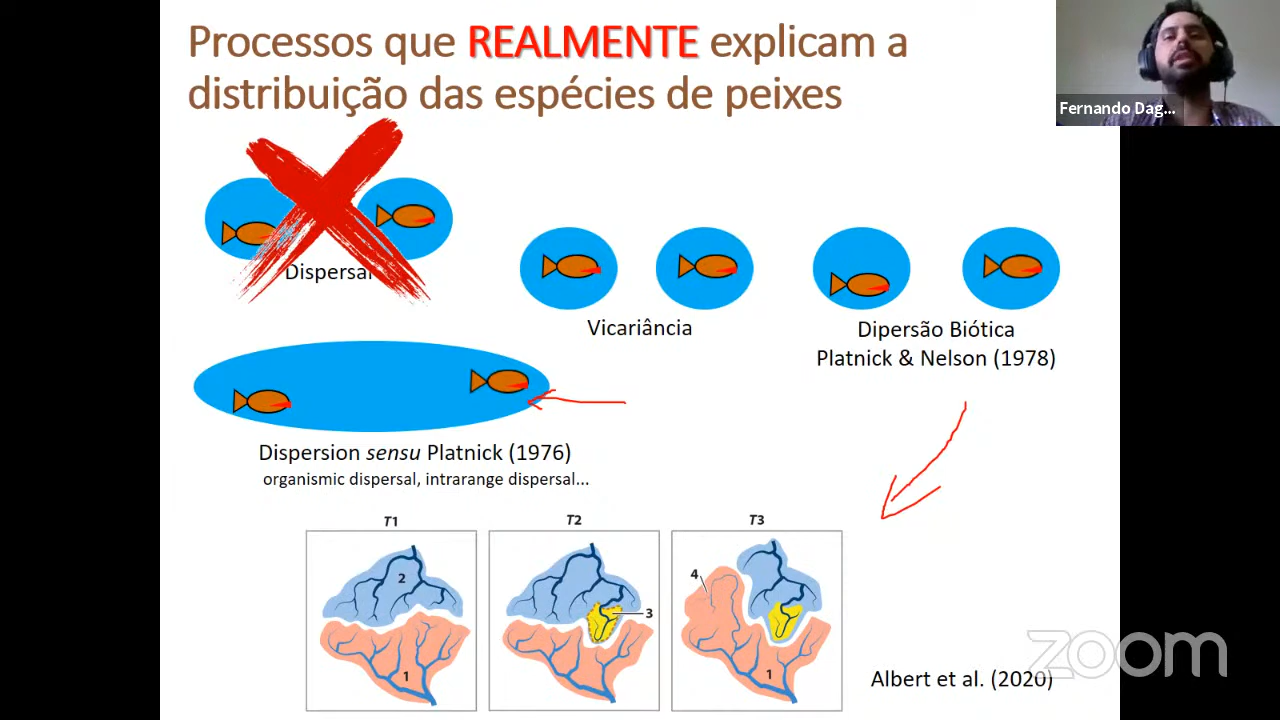 Processos que REALMENTE explicam a
distribuição das espécies de peixes
Fernando Dag...
Dispersal
Vicariância
Dipersão Biótica
Platnick & Nelson (1978)
Dispersion sensu Platnick (1976)
organismic dispersal, intrarange dispersal...
T1
T2
T3
2
1
3
4
1
Albert et al. (2020)
zoom